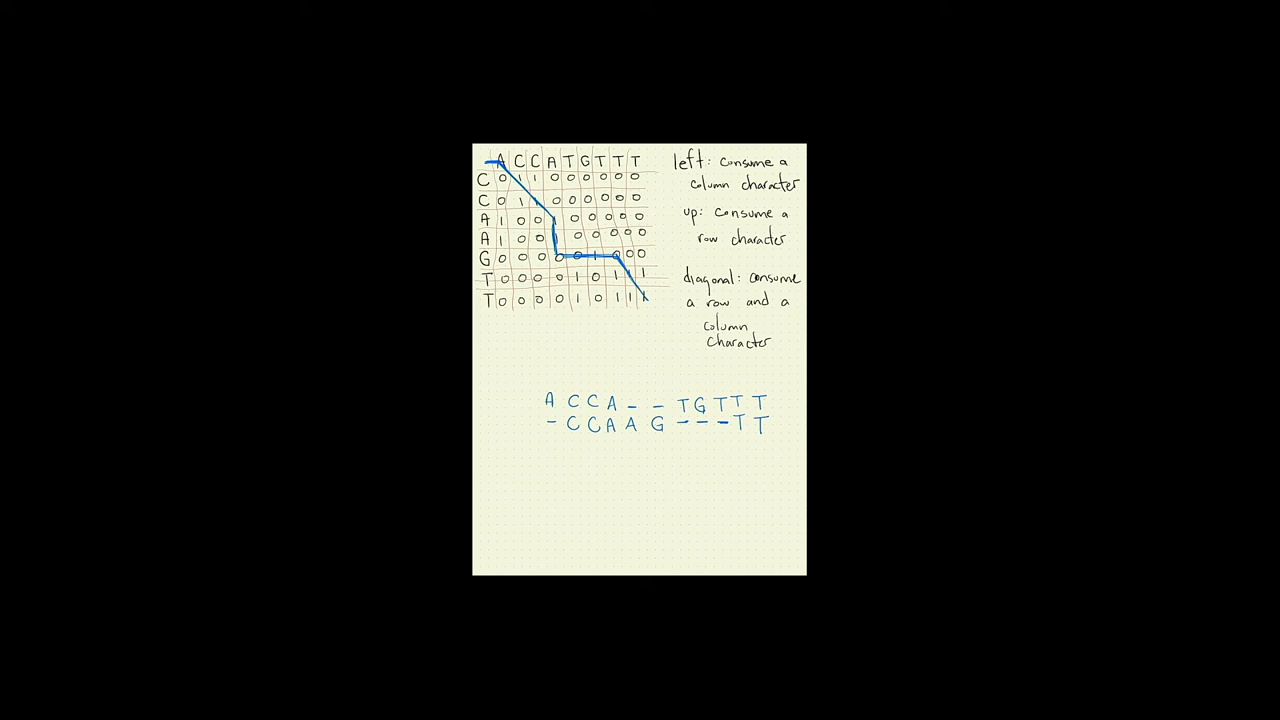 A C C A T G T T T
C 0 1 1 0 0 0 0 0 0
C 0 1 1 0 0 0 0 0 0
A 1 0 0 1 0 0 0 0 0
A 1 0 0 1 0 0 0 0 0
G 0 0 0 0 0 1 0 0 0
T 0 0 0 0 1 0 1 1 1
T 0 0 0 0 1 0 1 1 1
left: consume a
column character
up: consume a
row character
diagonal: consume
a row and a
column
character
A C C A - - T G T T T
- C C A A G - - - T T